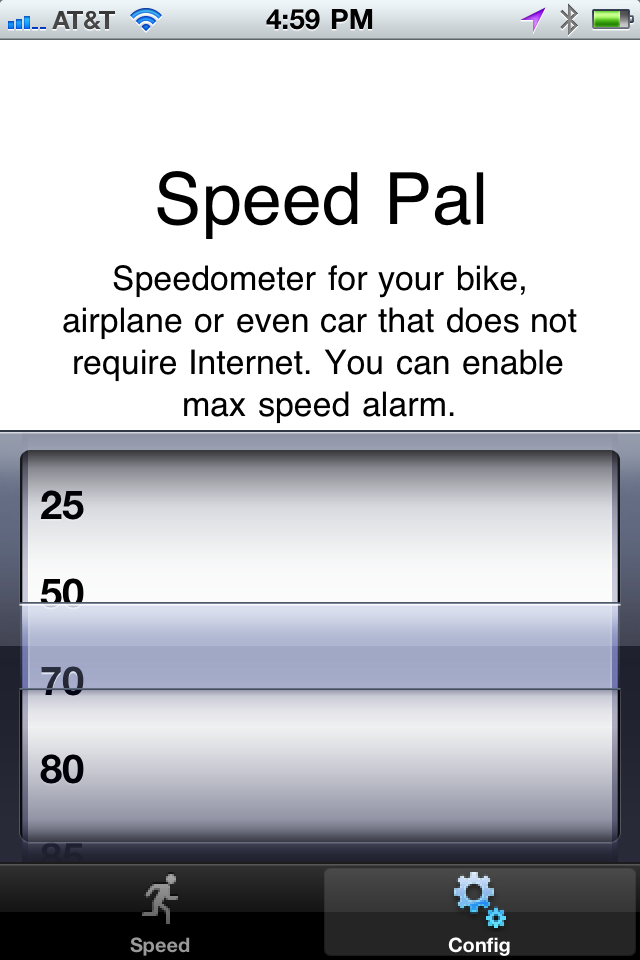 AT&T 4:59 PM
Speed Pal
Speedometer for your bike,
airplane or even car that does not
require Internet. You can enable
max speed alarm.
25
50
70
80
85
Speed Config